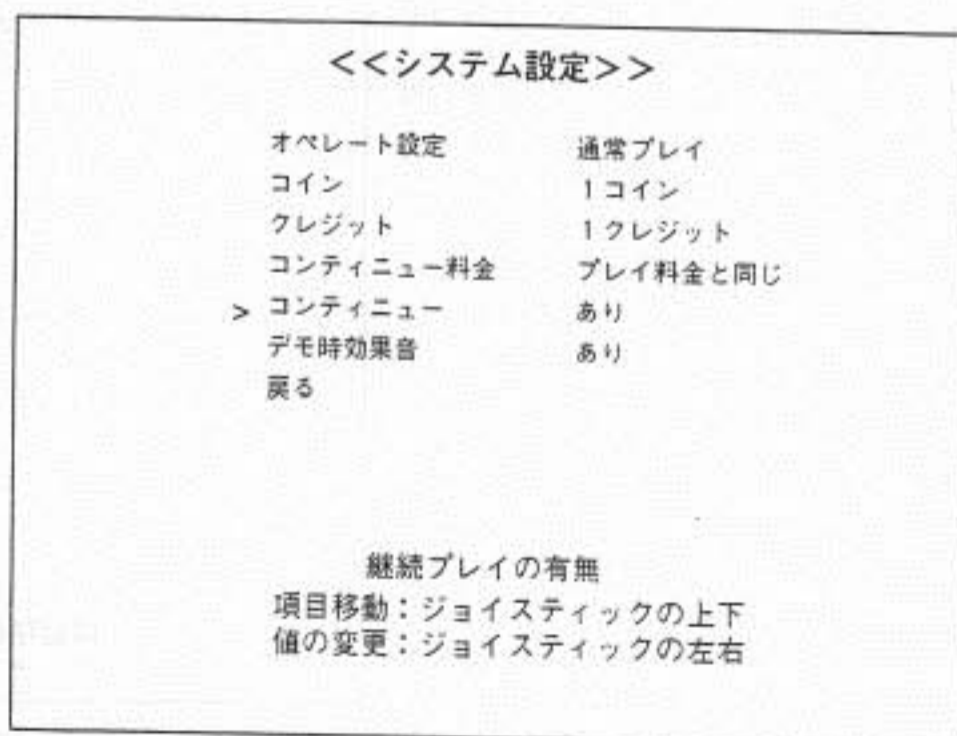 <<システム設定>>
オペレート設定 通常プレイ
コイン 1コイン
クレジット 1クレジット
コンティニュー料金 プレイ料金と同じ
> コンティニュー あり
デモ時効果音 あり
戻る
継続プレイの有無
項目移動：ジョイスティックの上下
値の変更：ジョイスティックの左右